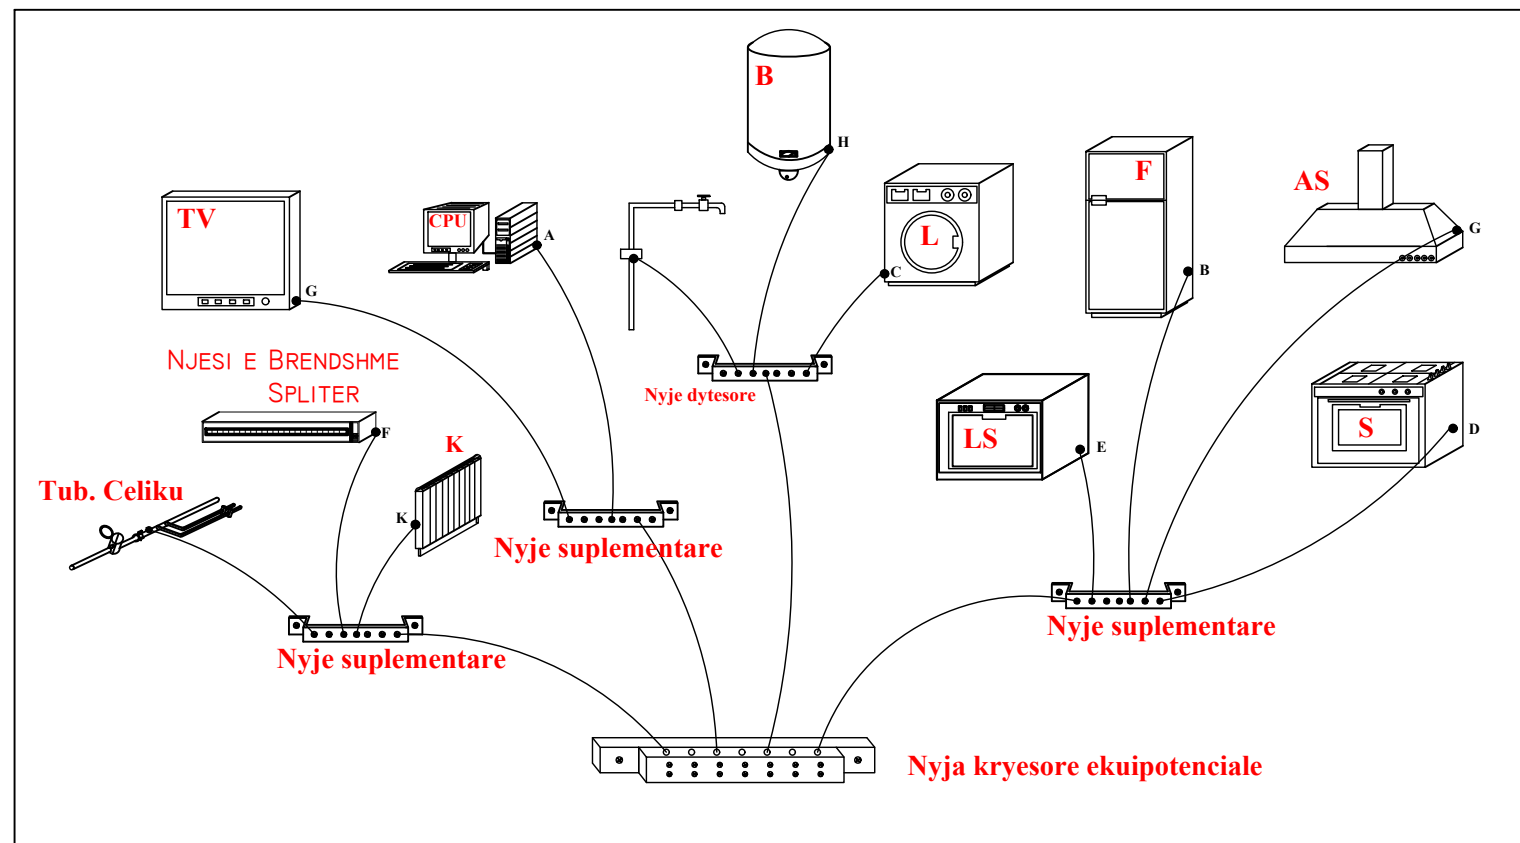 B
H
F
AS
TV
CPU
A
L
G
C
B
G
NJESI E BRENDSHME
SPLITER
Nyje dytesore
F
K
LS
E
S
D
Tub. Celiku
K
Nyje suplementare
Nyje suplementare
Nyje suplementare
Nyja kryesore ekuipotenciale